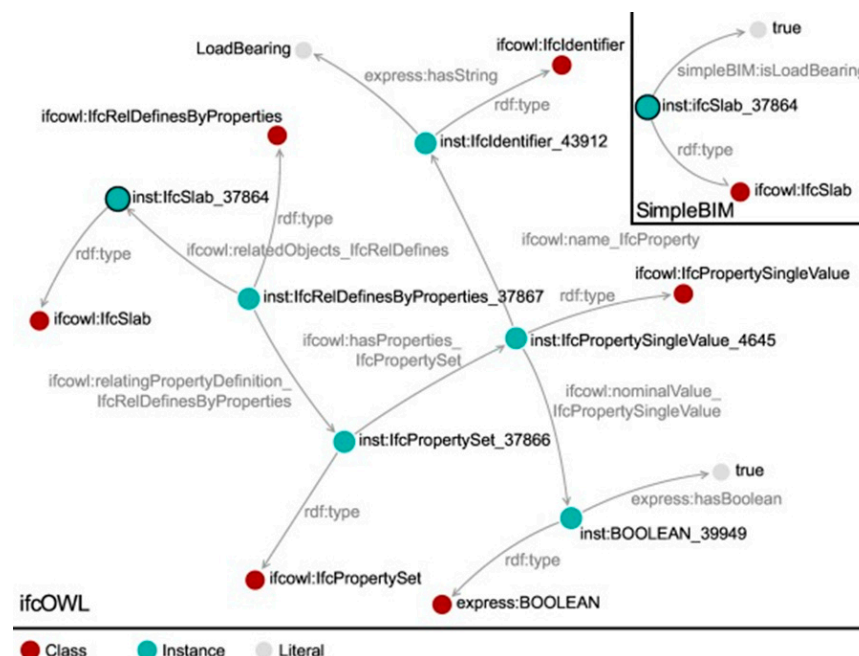 LoadBearing
ifcowl:IfcIdentifier
express:hasString
rdf:type
inst:IfcIdentifier_43912
true
simpleBIM:isLoadBearing
inst:ifcSlab_37864
rdf:type
ifcowl:IfcSlab
SimpleBIM
ifcowl:IfcRelDefinesByProperties
inst:IfcSlab_37864
rdf:type
rdf:type
ifcowl:relatedObjects_IfcRelDefines
ifcowl:name_IfcProperty
ifcowl:IfcPropertySingleValue
inst:IfcRelDefinesByProperties_37867
rdf:type
ifcowl:IfcSlab
ifcowl:hasProperties_
IfcPropertySet
inst:IfcPropertySingleValue_4645
ifcowl:relatingPropertyDefinition_
IfcRelDefinesByProperties
ifcowl:nominalValue_
IfcPropertySingleValue
inst:IfcPropertySet_37866
true
express:hasBoolean
rdf:type
inst:BOOLEAN_39949
rdf:type
ifcowl:IfcPropertySet
express:BOOLEAN
ifcOWL
Class
Instance
Literal